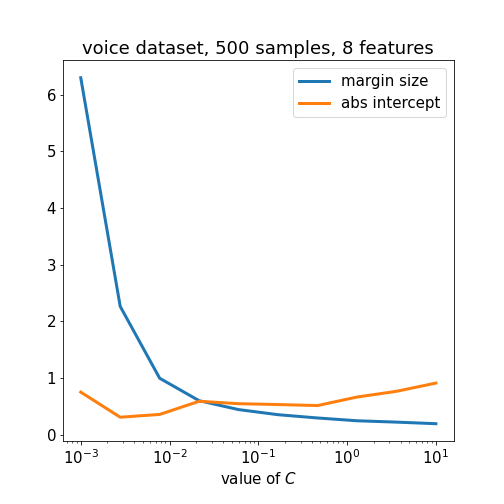 voice dataset, 500 samples, 8 features
margin size
abs intercept
6
5
4
3
2
1
0
10⁻³ 10⁻² 10⁻¹ 10⁰ 10¹
value of C